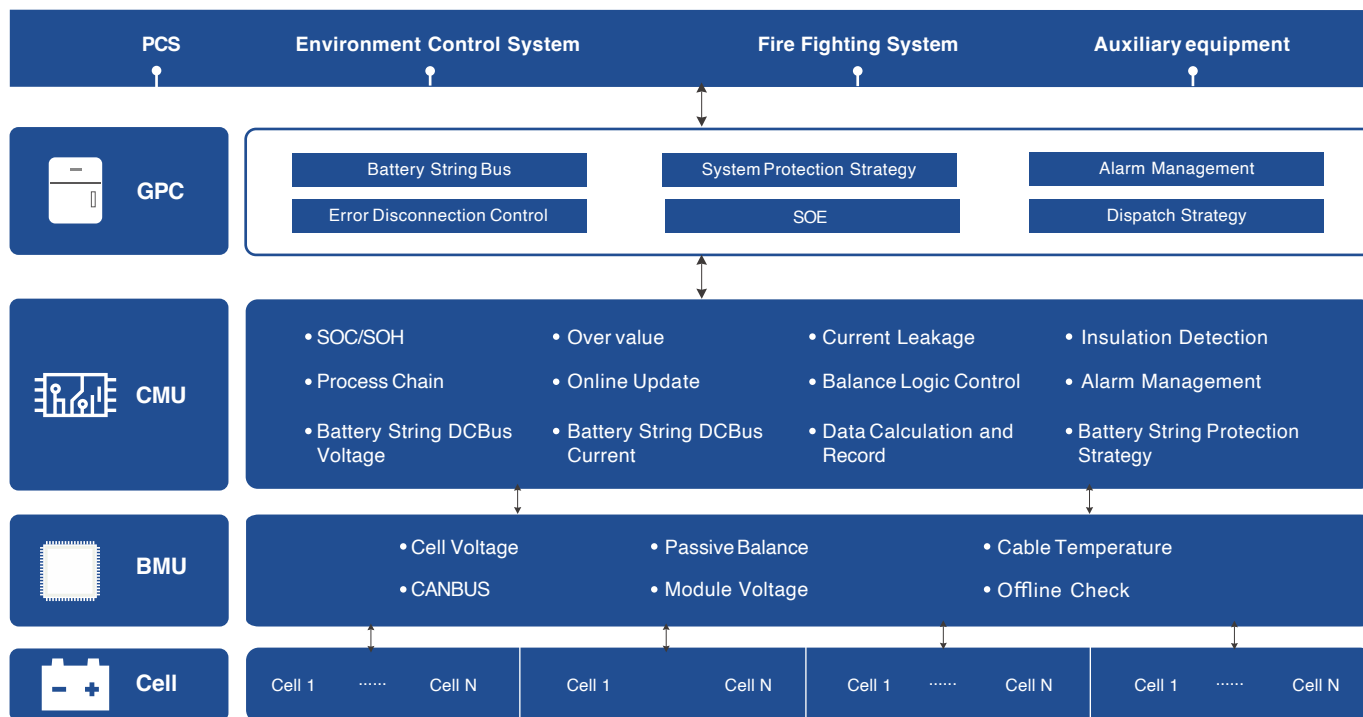 PCS Environment Control System Fire Fighting System Auxiliary equipment
GPC
Battery String Bus System Protection Strategy Alarm Management
Error Disconnection Control SOE Dispatch Strategy
CMU
• SOC/SOH • Over value • Current Leakage • Insulation Detection
• Process Chain • Online Update • Balance Logic Control • Alarm Management
• Battery String DCBus • Battery String DCBus • Data Calculation and • Battery String Protection
Voltage Current Record Strategy
BMU
• Cell Voltage • Passive Balance • Cable Temperature
• CANBUS • Module Voltage • Offline Check
Cell
Cell 1 ...... Cell N Cell 1 Cell N Cell 1 ...... Cell N Cell 1 ...... Cell N